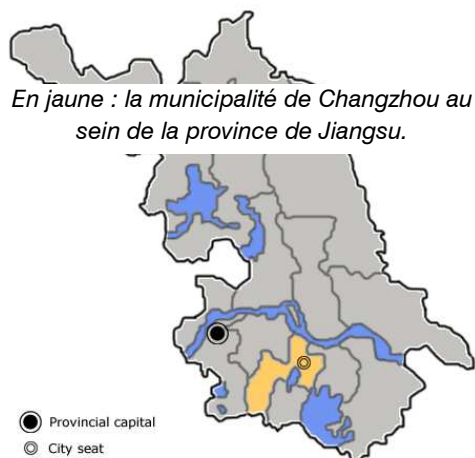 En jaune : la municipalité de Changzhou au
sein de la province de Jiangsu.
Provincial capital
City seat